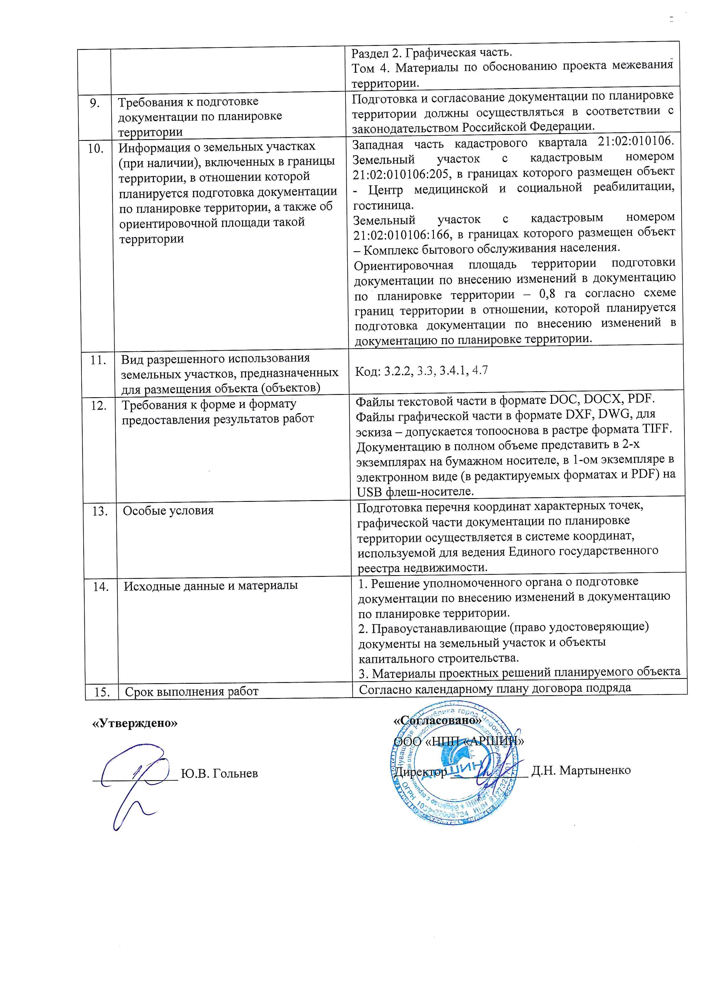 Раздел 2. Графическая часть.
Том 4. Материалы по обоснованию проекта межевания
территории.
9.
Требования к подготовке
документации по планировке
территории
Подготовка и согласование документации по планировке
территории должны осуществляться в соответствии с
законодательством Российской Федерации.
10.
Информация о земельных участках
(при наличии), включенных в границы
территории, в отношении которой
планируется подготовка документации
по планировке территории, а также об
ориентировочной площади такой
территории
Западная часть кадастрового квартала 21:02:010106.
Земельный участок с кадастровым номером
21:02:010106:205, в границах которого размещен объект
- Центр медицинской и социальной реабилитации,
гостиница.
Земельный участок с кадастровым номером
21:02:010106:166, в границах которого размещен объект
– Комплекс бытового обслуживания населения.
Ориентировочная площадь территории подготовки
документации по внесению изменений в документацию
по планировке территории – 0,8 га согласно схеме
границ территории в отношении, которой планируется
подготовка документации по внесению изменений в
документацию по планировке территории.
11.
Вид разрешенного использования
земельных участков, предназначенных
для размещения объекта (объектов)
Код: 3.2.2, 3.3, 3.4.1, 4.7
12.
Требования к форме и формату
предоставления результатов работ
Файлы текстовой части в формате DOC, DOCX, PDF.
Файлы графической части в формате DXF, DWG, для
эскиза – допускается топооснова в растре формата TIFF.
Документацию в полном объеме представить в 2-х
экземплярах на бумажном носителе, в 1-ом экземпляре в
электронном виде (в редактируемых форматах и PDF) на
USB флеш-носителе.
13.
Особые условия
Подготовка перечня координат характерных точек,
графической части документации по планировке
территории осуществляется в системе координат,
используемой для ведения Единого государственного
реестра недвижимости.
14.
Исходные данные и материалы
1. Решение уполномоченного органа о подготовке
документации по внесению изменений в документацию
по планировке территории.
2. Правоустанавливающие (право удостоверяющие)
документы на земельный участок и объекты
капитального строительства.
3. Материалы проектных решений планируемого объекта
15.
Срок выполнения работ
Согласно календарному плану договора подряда
«Утверждено»
Ю.В. Гольнев
«Согласовано»
ООО «НПП «АРШИН»
Директор Д.Н. Мартыненко
Чувашская Республика город Чебоксары
АРШИН
ОГРН
ИНН